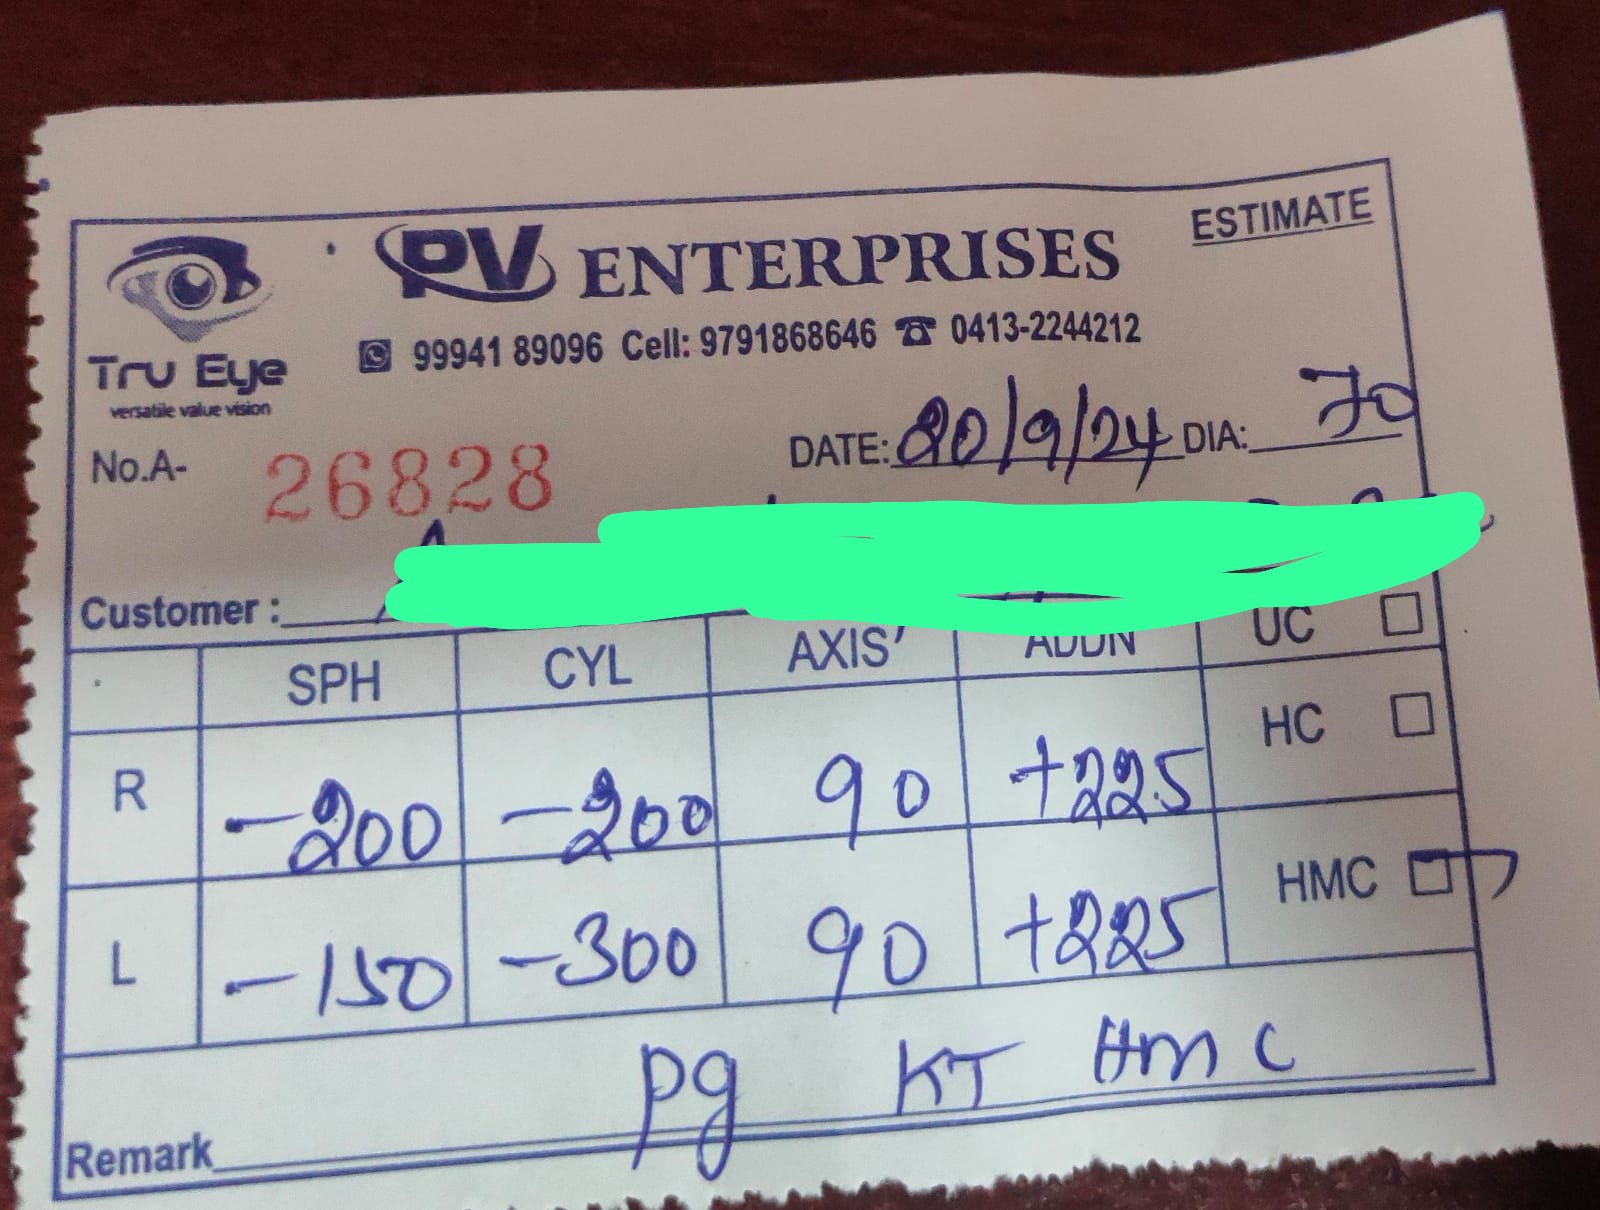 ESTIMATE
PV ENTERPRISES
99941 89096 Cell: 9791868646 0413-2244212
Tru Eye
versatile value vision
No.A- 26828 DATE: 20/9/24 DIA: 70
Customer :
SPH CYL AXIS ADDN UC
R -200 -200 90 +225 HC
L -150 -300 90 +225 HMC
Pg KT HMC
Remark